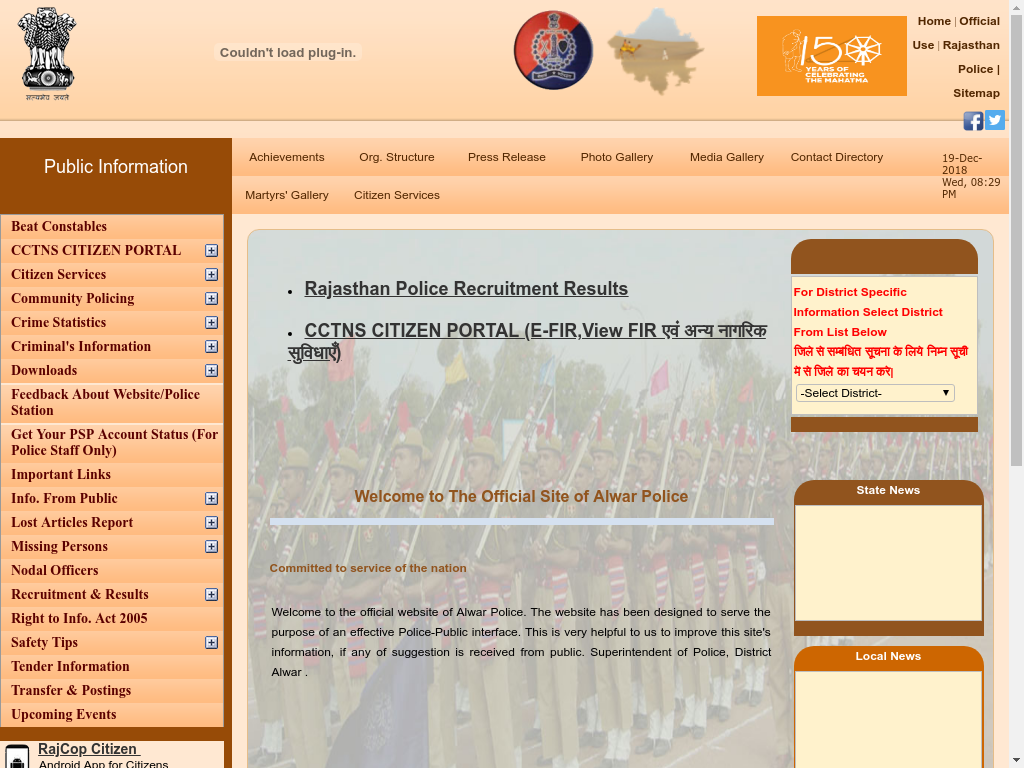 Home | Official
Use | Rajasthan
Police |
Sitemap
Couldn't load plug-in.
सत्यमेव जयते
150
YEARS OF
CELEBRATING
THE MAHATMA
Public Information
Achievements
Org. Structure
Press Release
Photo Gallery
Media Gallery
Contact Directory
Martyrs' Gallery
Citizen Services
19-Dec-
2018
Wed, 08:29
PM
Beat Constables
CCTNS CITIZEN PORTAL
Citizen Services
Community Policing
Crime Statistics
Criminal's Information
Downloads
Feedback About Website/Police
Station
Get Your PSP Account Status (For
Police Staff Only)
Important Links
Info. From Public
Lost Articles Report
Missing Persons
Nodal Officers
Recruitment & Results
Right to Info. Act 2005
Safety Tips
Tender Information
Transfer & Postings
Upcoming Events
RajCop Citizen
Android App for Citizens
Rajasthan Police Recruitment Results
CCTNS CITIZEN PORTAL (E-FIR,View FIR एवं अन्य नागरिक
सुविधाएँ)
Welcome to The Official Site of Alwar Police
Committed to service of the nation
Welcome to the official website of Alwar Police. The website has been designed to serve the
purpose of an effective Police-Public interface. This is very helpful to us to improve this site's
information, if any of suggestion is received from public. Superintendent of Police, District
Alwar .
For District Specific
Information Select District
From List Below
जिले से सम्बंधित सूचना के लिये निम्न सूची
में से जिले का चयन करे|
-Select District-
State News
Local News